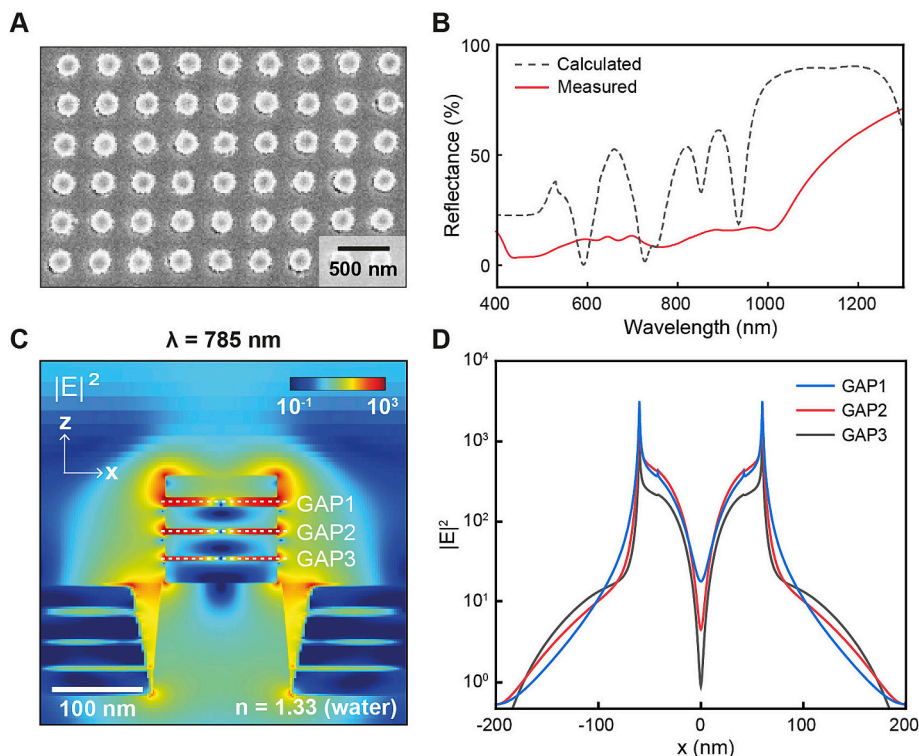 A
500 nm
B
Reflectance (%)
100
50
0
Calculated
Measured
400
600
800
1000
1200
Wavelength (nm)
C
λ = 785 nm
|E|²
10⁻¹
10³
z
x
GAP1
GAP2
GAP3
100 nm
n = 1.33 (water)
D
|E|²
10⁴
10³
10²
10¹
10⁰
GAP1
GAP2
GAP3
-200
-100
0
100
200
x (nm)